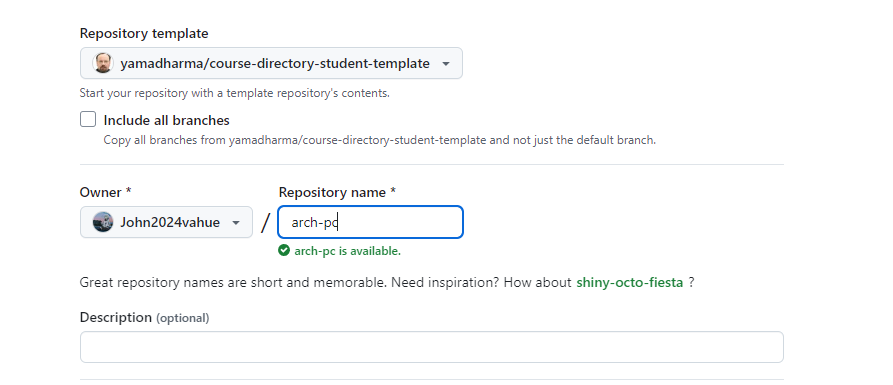 Repository template
yamadharma/course-directory-student-template
Start your repository with a template repository's contents.
Include all branches
Copy all branches from yamadharma/course-directory-student-template and not just the default branch.
Owner * Repository name *
John2024vahue / arch-pc
arch-pc is available.
Great repository names are short and memorable. Need inspiration? How about shiny-octo-fiesta ?
Description (optional)